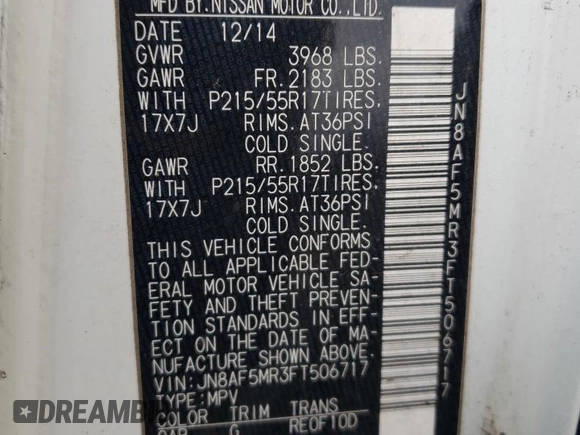 MFD BY.NISSAN MOTOR CO.,LTD.
DATE 12/14
GVWR 3968 LBS.
GAWR FR.2183 LBS.
WITH P215/55R17TIRES,
17X7J RIMS.AT36PSI
COLD SINGLE.
GAWR RR.1852 LBS.
WITH P215/55R17TIRES,
17X7J RIMS.AT36PSI
COLD SINGLE.
THIS VEHICLE CONFORMS
TO ALL APPLICABLE FED-
ERAL MOTOR VEHICLE SA-
FETY AND THEFT PREVEN-
TION STANDARDS IN EFF-
ECT ON THE DATE OF MA-
NUFACTURE SHOWN ABOVE.
VIN:JN8AF5MR3FT506717
TYPE:MPV
COLOR TRIM TRANS
QAB G RE0F10D
JN8AF5MR3FT506717